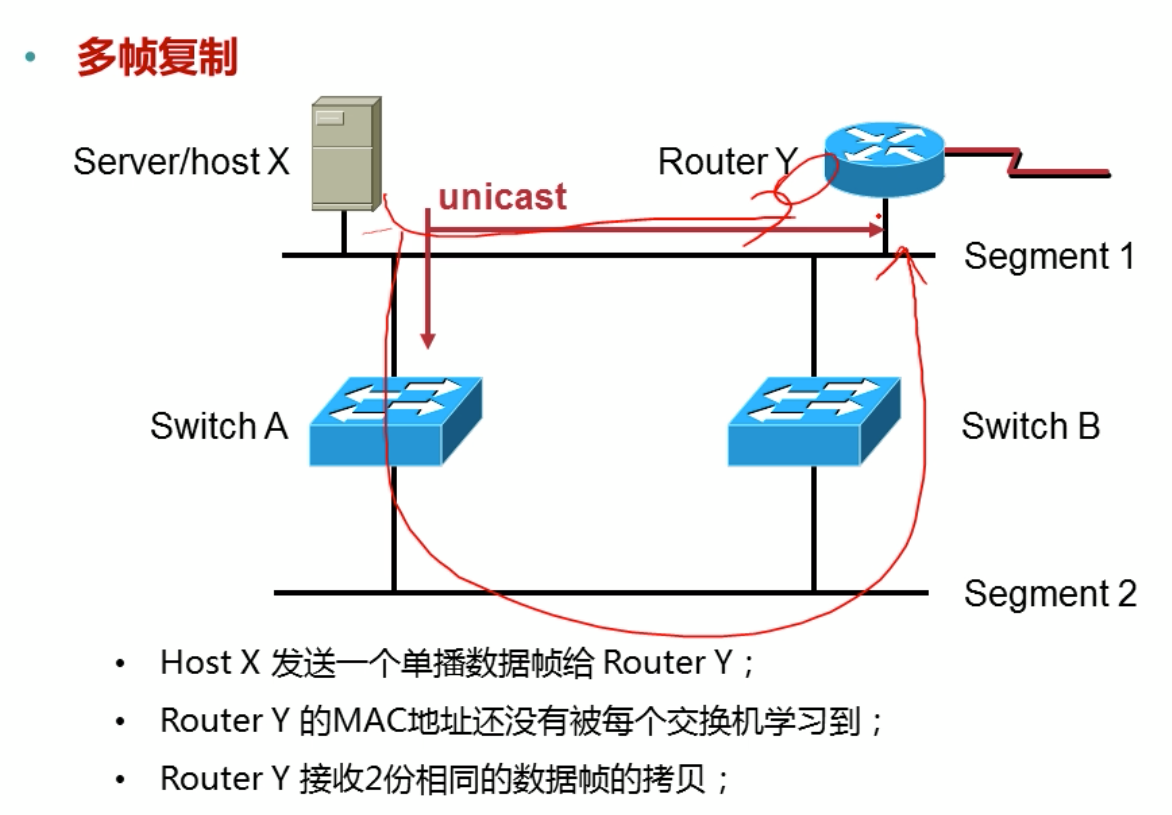 • 多帧复制
Server/host X
Router Y
unicast
Segment 1
Switch A
Switch B
Segment 2
• Host X 发送一个单播数据帧给 Router Y；
• Router Y 的MAC地址还没有被每个交换机学习到；
• Router Y 接收2份相同的数据帧的拷贝；